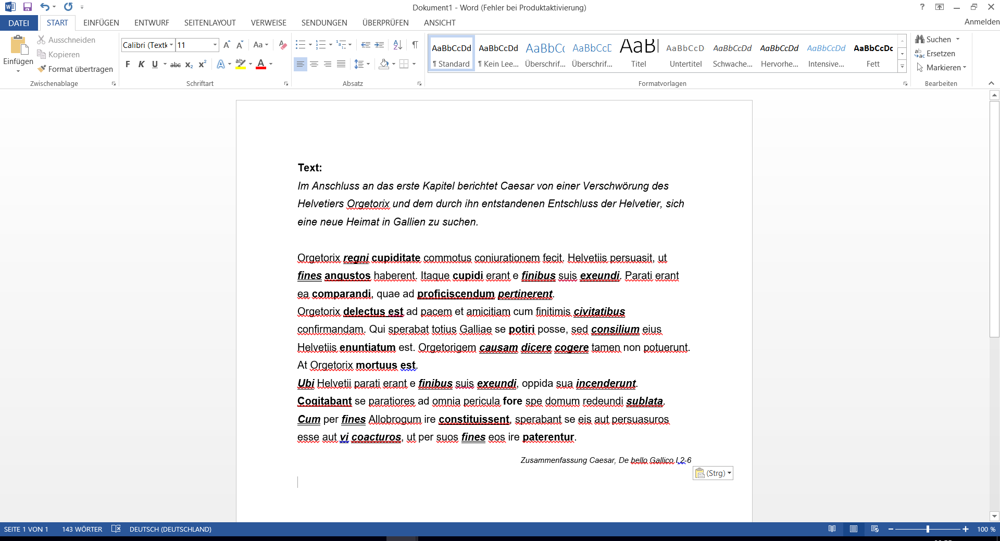 Dokument1 - Word (Fehler bei Produktaktivierung)
?
DATEI START EINFÜGEN ENTWURF SEITENLAYOUT VERWEISE SENDUNGEN ÜBERPRÜFEN ANSICHT Anmelden
Einfügen
Ausschneiden
Kopieren
Format übertragen
Zwischenablage
Calibri (Textk 11
F K U abc x₂ x²
Schriftart
Absatz
AaBbCcDd AaBbCcDd AaBbCc AaBbCcD AaBl AaBbCcD AaBbCcDd AaBbCcDd AaBbCcDd AaBbCcDc
¶ Standard ¶ Kein Lee... Überschrif... Überschrif... Titel Untertitel Schwache... Hervorhe... Intensive... Fett
Formatvorlagen
Suchen
Ersetzen
Markieren
Bearbeiten
Text:
Im Anschluss an das erste Kapitel berichtet Caesar von einer Verschwörung des
Helvetiers Orgetorix und dem durch ihn entstandenen Entschluss der Helvetier, sich
eine neue Heimat in Gallien zu suchen.
Orgetorix regni cupiditate commotus coniurationem fecit. Helvetiis persuasit, ut
fines angustos haberent. Itaque cupidi erant e finibus suis exeundi. Parati erant
ea comparandi, quae ad proficiscendum pertinerent.
Orgetorix delectus est ad pacem et amicitiam cum finitimis civitatibus
confirmandam. Qui sperabat totius Galliae se potiri posse, sed consilium eius
Helvetiis enuntiatum est. Orgetorigem causam dicere cogere tamen non potuerunt.
At Orgetorix mortuus est.
Ubi Helvetii parati erant e finibus suis exeundi, oppida sua incenderunt.
Cogitabant se paratiores ad omnia pericula fore spe domum redeundi sublata.
Cum per fines Allobrogum ire constituissent, sperabant se eis aut persuasuros
esse aut vi coacturos, ut per suos fines eos ire paterentur.
Zusammenfassung Caesar, De bello Gallico I,2-6
(Strg)
SEITE 1 VON 1 143 WÖRTER DEUTSCH (DEUTSCHLAND) 100 %